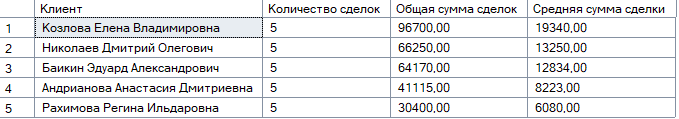 Клиент Количество сделок Общая сумма сделок Средняя сумма сделки
1 Козлова Елена Владимировна 5 96700,00 19340,00
2 Николаев Дмитрий Олегович 5 66250,00 13250,00
3 Баикин Эдуард Александрович 5 64170,00 12834,00
4 Андрианова Анастасия Дмитриевна 5 41115,00 8223,00
5 Рахимова Регина Ильдаровна 5 30400,00 6080,00